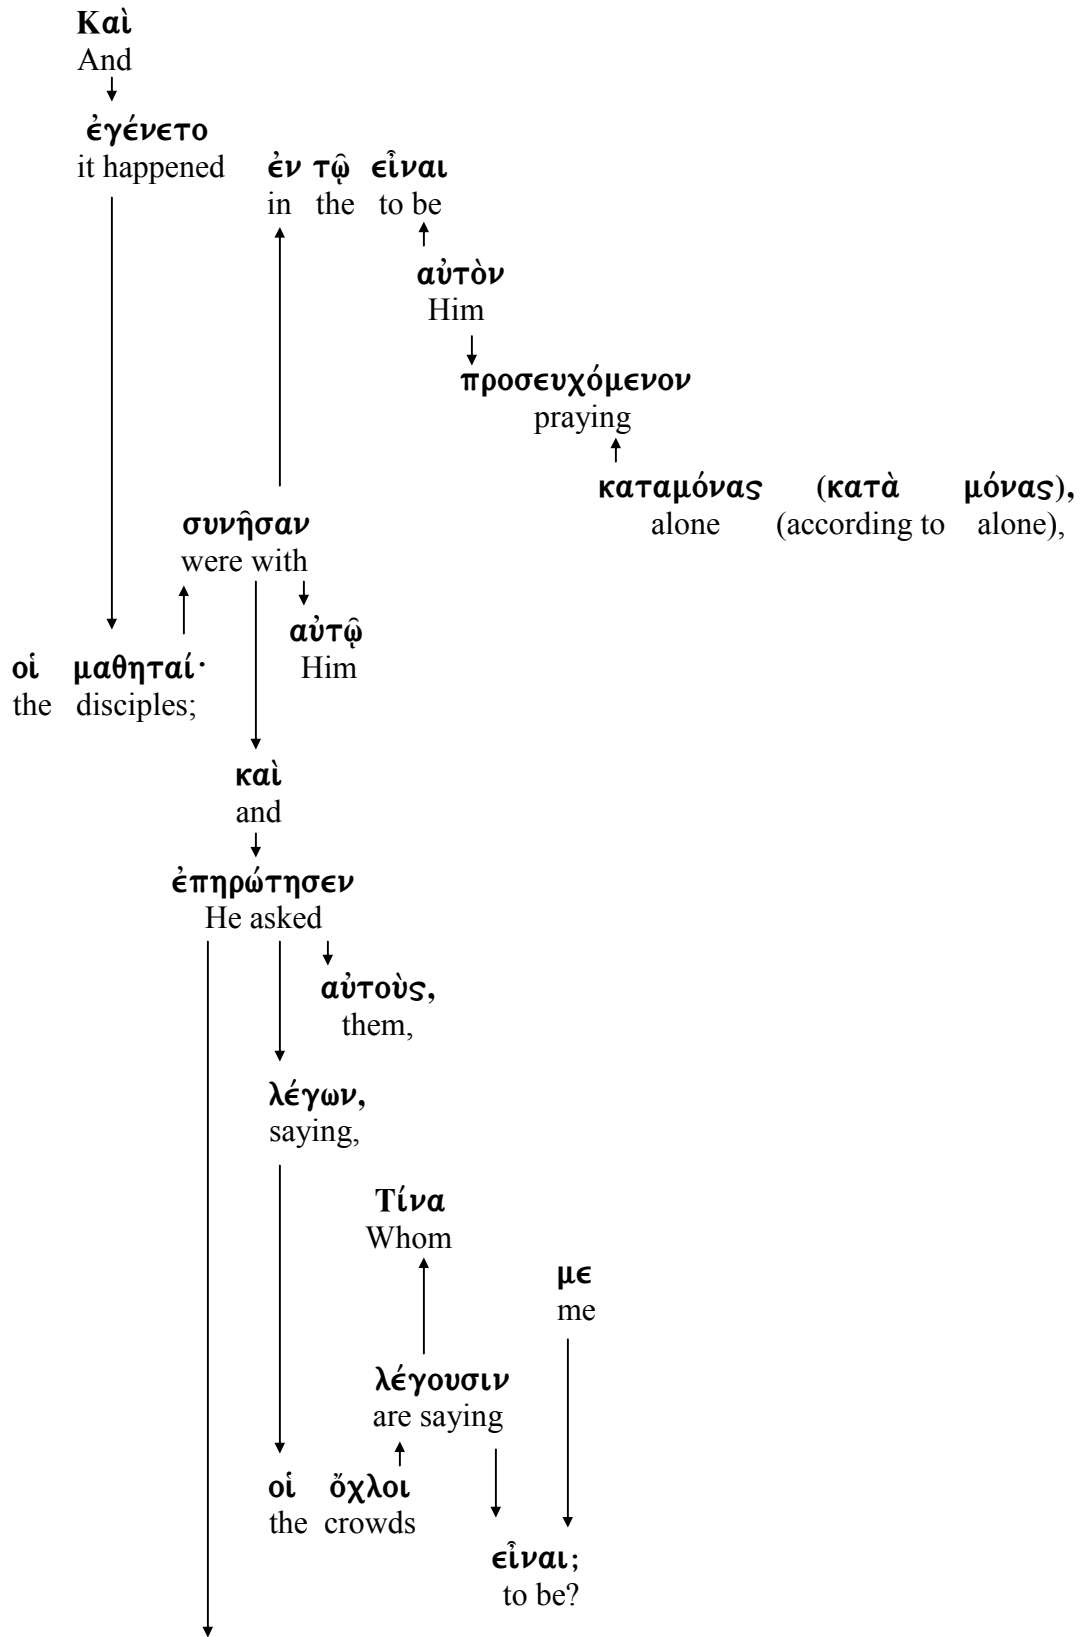 Καὶ
And
ἐγένετο
it happened
ἐν τῷ εἶναι
in the to be
αὐτὸν
Him
προσευχόμενον
praying
καταμόνας (κατὰ μόνας),
alone (according to alone),
συνῆσαν
were with
αὐτῷ
Him
οἱ μαθηταί·
the disciples;
καὶ
and
ἐπηρώτησεν
He asked
αὐτοὺς,
them,
λέγων,
saying,
Τίνα
Whom
με
me
λέγουσιν
are saying
οἱ ὄχλοι
the crowds
εἶναι;
to be?